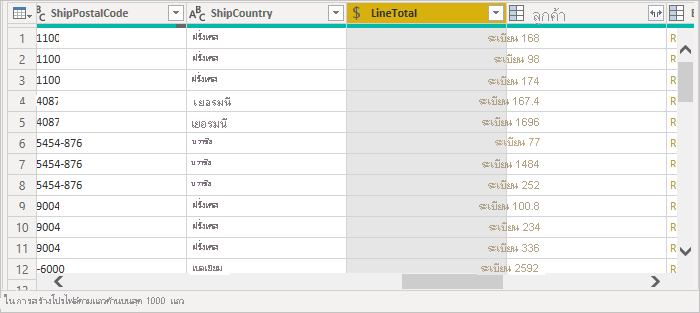 ShipPostalCode ShipCountry $ LineTotal ลูกค้า
1 1100 ฝรั่งเศส ระเบียน 168 R
2 1100 ฝรั่งเศส ระเบียน 98 R
3 1100 ฝรั่งเศส ระเบียน 174 R
4 4087 เยอรมนี ระเบียน 167.4 R
5 4087 เยอรมนี ระเบียน 1696 R
6 5454-876 บราซิล ระเบียน 77 R
7 5454-876 บราซิล ระเบียน 1484 R
8 5454-876 บราซิล ระเบียน 252 R
9 9004 ฝรั่งเศส ระเบียน 100.8 R
10 9004 ฝรั่งเศส ระเบียน 234 R
11 9004 ฝรั่งเศส ระเบียน 336 R
12 -6000 เบลเยียม ระเบียน 2592 R
ในการสร้างโปรไฟล์ตามแถวด้านบนสุด 1000 แถว